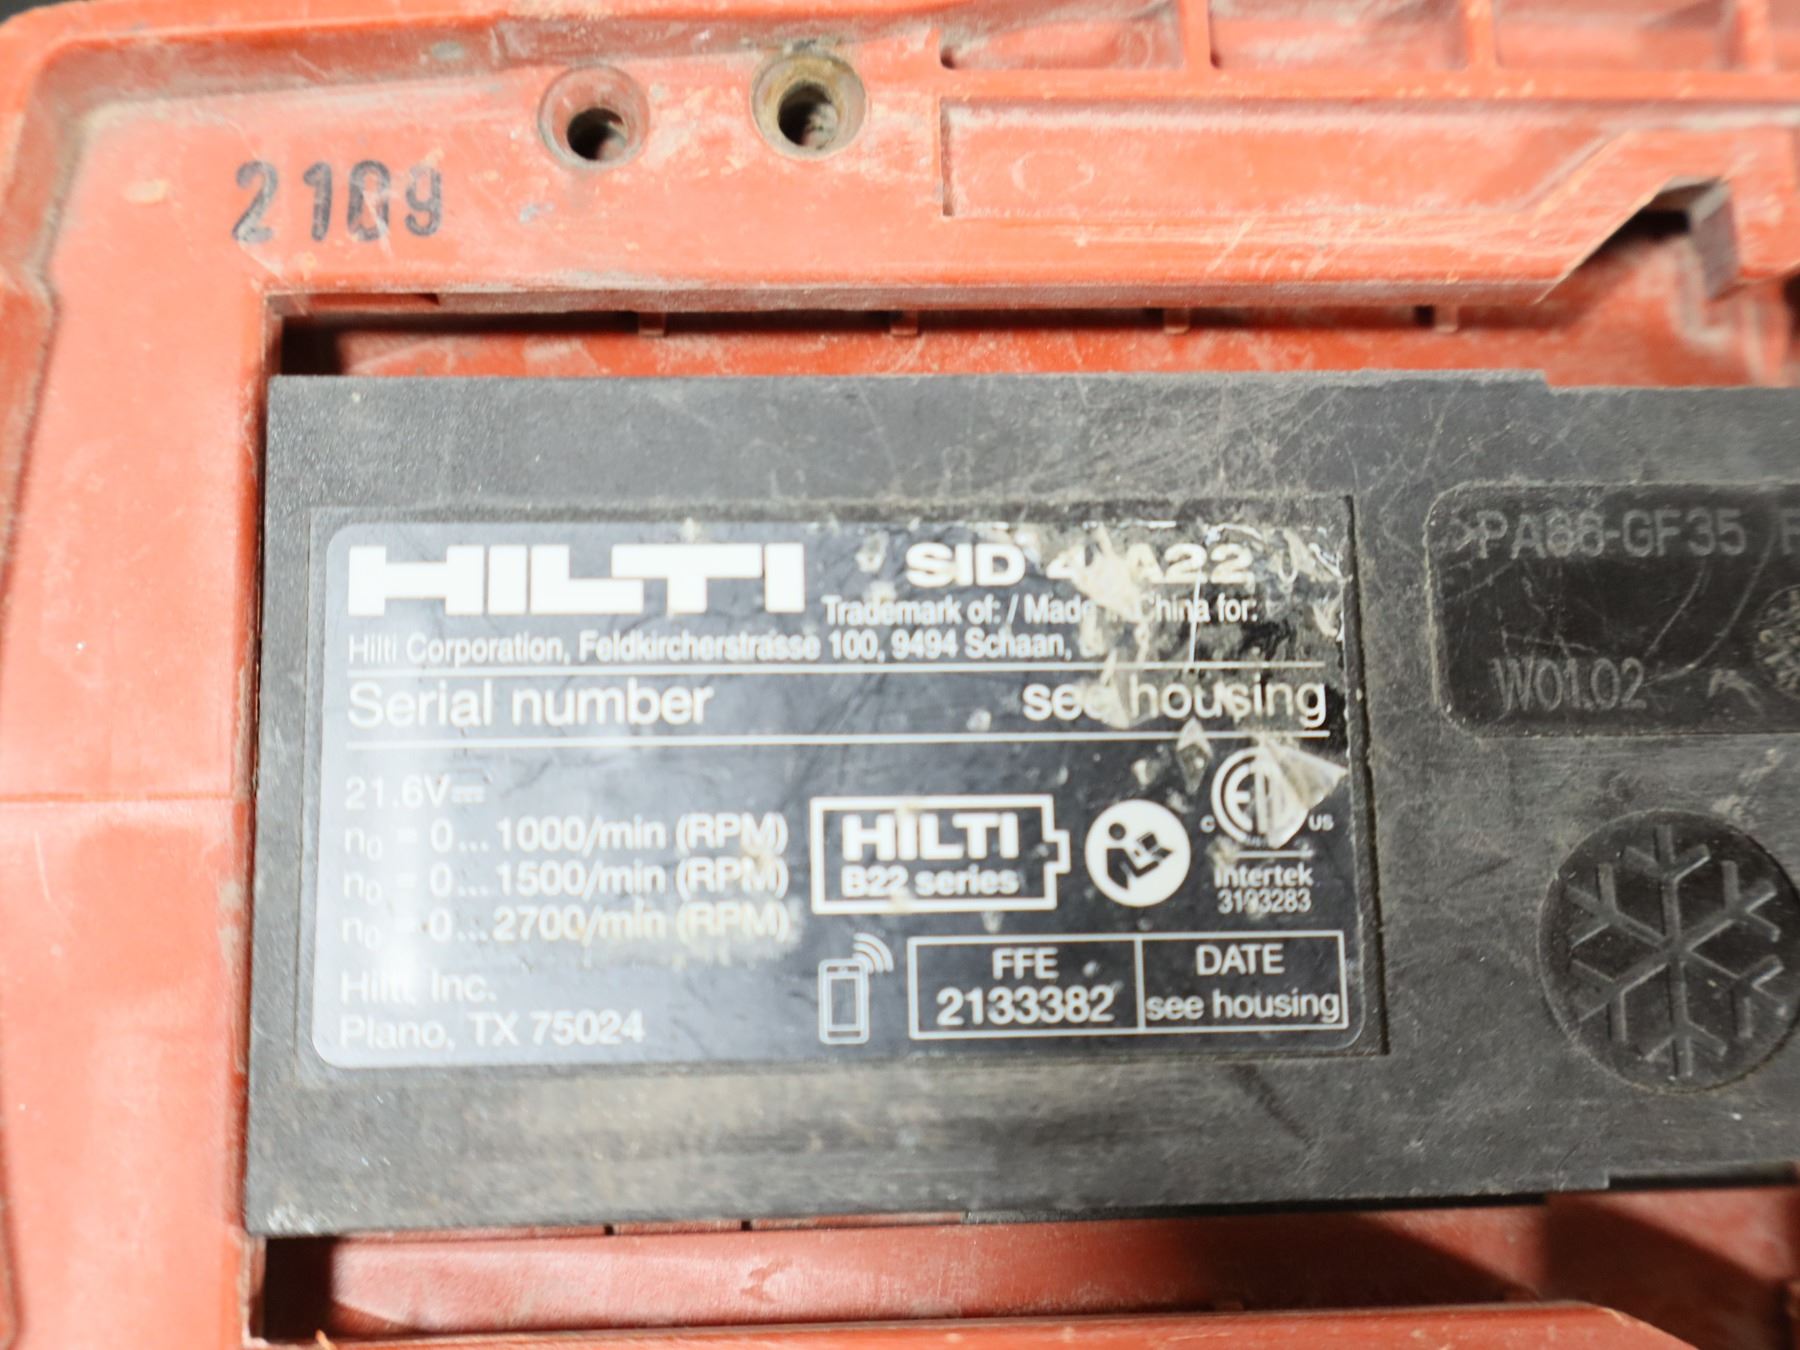 2109
HILTI SID 4-A22
Trademark of: / Made in China for:
Hilti Corporation, Feldkircherstrasse 100, 9494 Schaan,
Serial number see housing
21.6V⎓
n₀ = 0...1000/min (RPM)
n₀ = 0...1500/min (RPM)
n₀ = 0...2700/min (RPM)
Hilti, Inc.
Plano, TX 75024
HILTI
B22 series
C US
Intertek
3193283
FFE
2133382
DATE
see housing
>PA66-GF35
W01.02